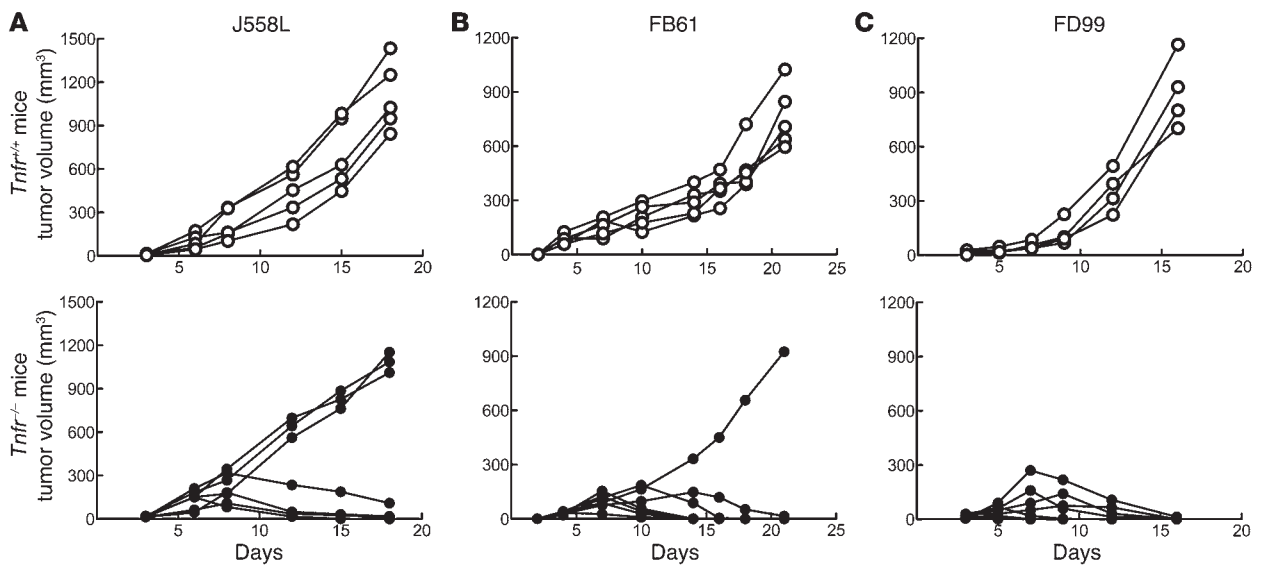 A J558L B FB61 C FD99
Tnfr+/+ mice
tumor volume (mm3)
1500 1200 900 600 300 0
5 10 15 20
1200 900 600 300 0
5 10 15 20 25
1200 900 600 300 0
5 10 15 20
Tnfr–/– mice
tumor volume (mm3)
1500 1200 900 600 300 0
5 10 15 20
Days
1200 900 600 300 0
5 10 15 20 25
Days
1200 900 600 300 0
5 10 15 20
Days